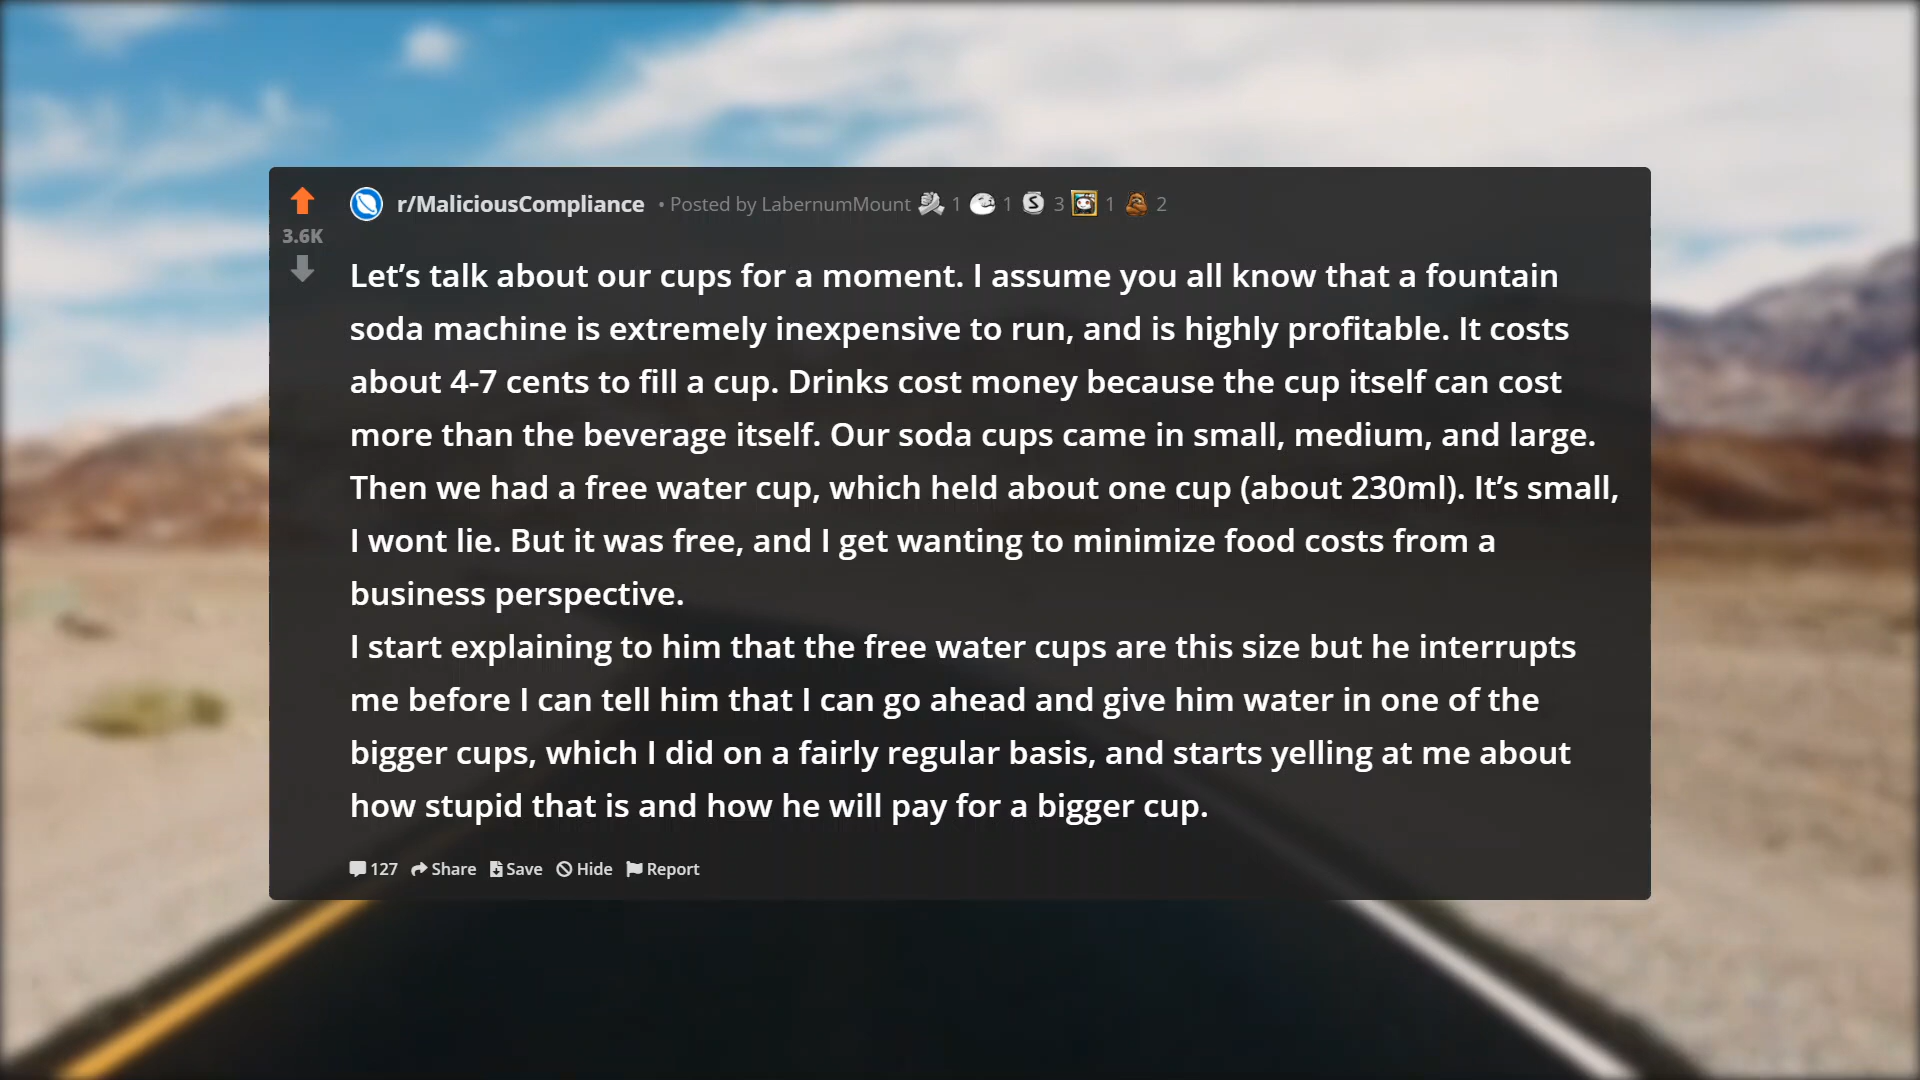 r/MaliciousCompliance • Posted by LabernumMount 1 1 3 1 2
3.6K
Let’s talk about our cups for a moment. I assume you all know that a fountain
soda machine is extremely inexpensive to run, and is highly profitable. It costs
about 4-7 cents to fill a cup. Drinks cost money because the cup itself can cost
more than the beverage itself. Our soda cups came in small, medium, and large.
Then we had a free water cup, which held about one cup (about 230ml). It’s small,
I wont lie. But it was free, and I get wanting to minimize food costs from a
business perspective.
I start explaining to him that the free water cups are this size but he interrupts
me before I can tell him that I can go ahead and give him water in one of the
bigger cups, which I did on a fairly regular basis, and starts yelling at me about
how stupid that is and how he will pay for a bigger cup.
127 Share Save Hide Report